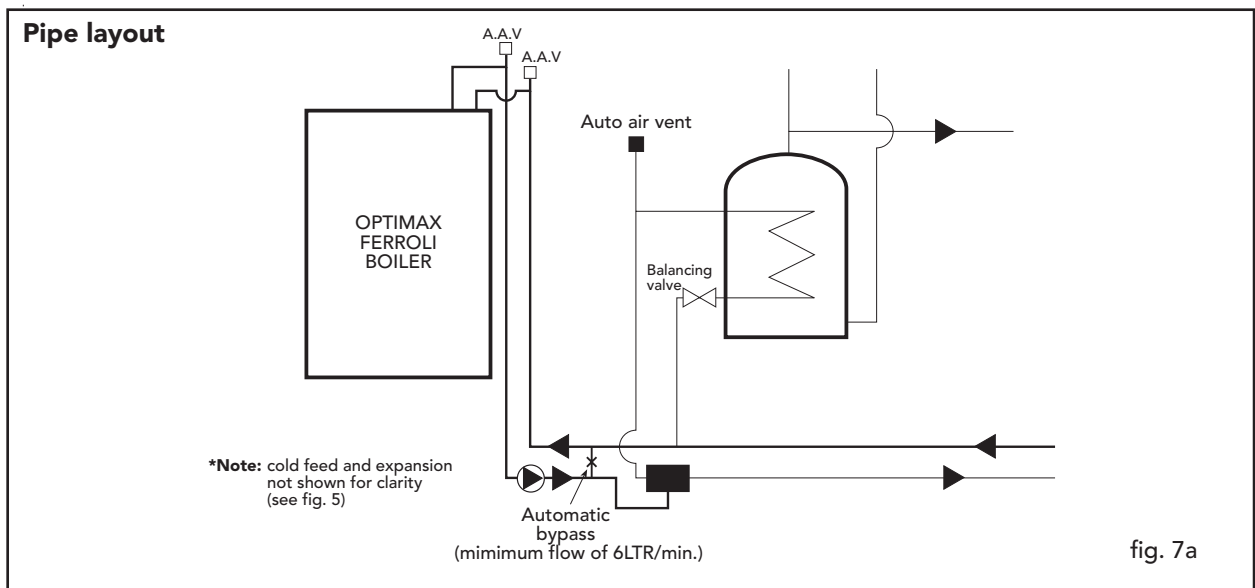 Pipe layout
A.A.V
A.A.V
Auto air vent
OPTIMAX
FERROLI
BOILER
Balancing
valve
*Note: cold feed and expansion
not shown for clarity
(see fig. 5)
Automatic
bypass
(mimimum flow of 6LTR/min.)
fig. 7a